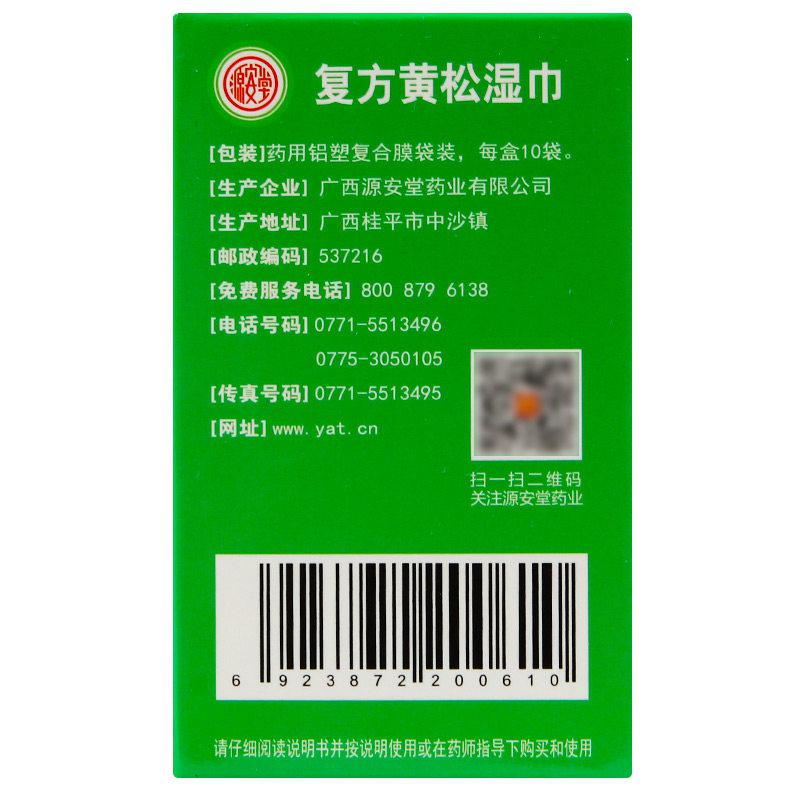 源安堂
复方黄松湿巾
[包装]药用铝塑复合膜袋装，每盒10袋。
[生产企业] 广西源安堂药业有限公司
[生产地址] 广西桂平市中沙镇
[邮政编码] 537216
[免费服务电话] 800 879 6138
[电话号码] 0771-5513496
0775-3050105
[传真号码] 0771-5513495
[网址] www.yat.cn
扫一扫二维码
关注源安堂药业
6 923872 200610
请仔细阅读说明书并按说明使用或在药师指导下购买和使用